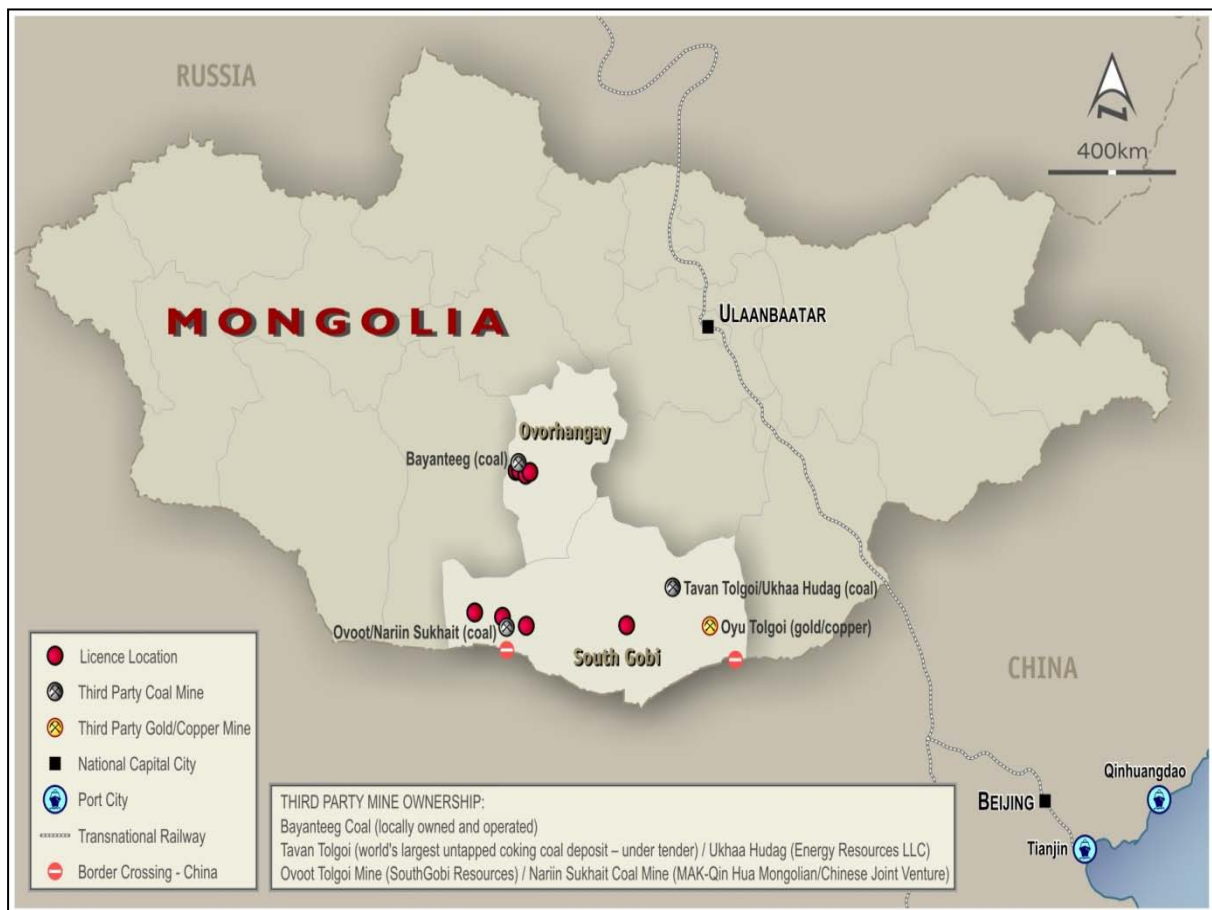 RUSSIA
N
400km
MONGOLIA
ULAANBAATAR
Ovorhangay
Bayanteeg (coal)
Tavan Tolgoi/Ukhaa Hudag (coal)
Ovoot/Nariin Sukhait (coal)
Oyu Tolgoi (gold/copper)
South Gobi
CHINA
Qinhuangdao
BEIJING
Tianjin
Licence Location
Third Party Coal Mine
Third Party Gold/Copper Mine
National Capital City
Port City
Transnational Railway
Border Crossing - China
THIRD PARTY MINE OWNERSHIP:
Bayanteeg Coal (locally owned and operated)
Tavan Tolgoi (world's largest untapped coking coal deposit – under tender) / Ukhaa Hudag (Energy Resources LLC)
Ovoot Tolgoi Mine (SouthGobi Resources) / Nariin Sukhait Coal Mine (MAK-Qin Hua Mongolian/Chinese Joint Venture)